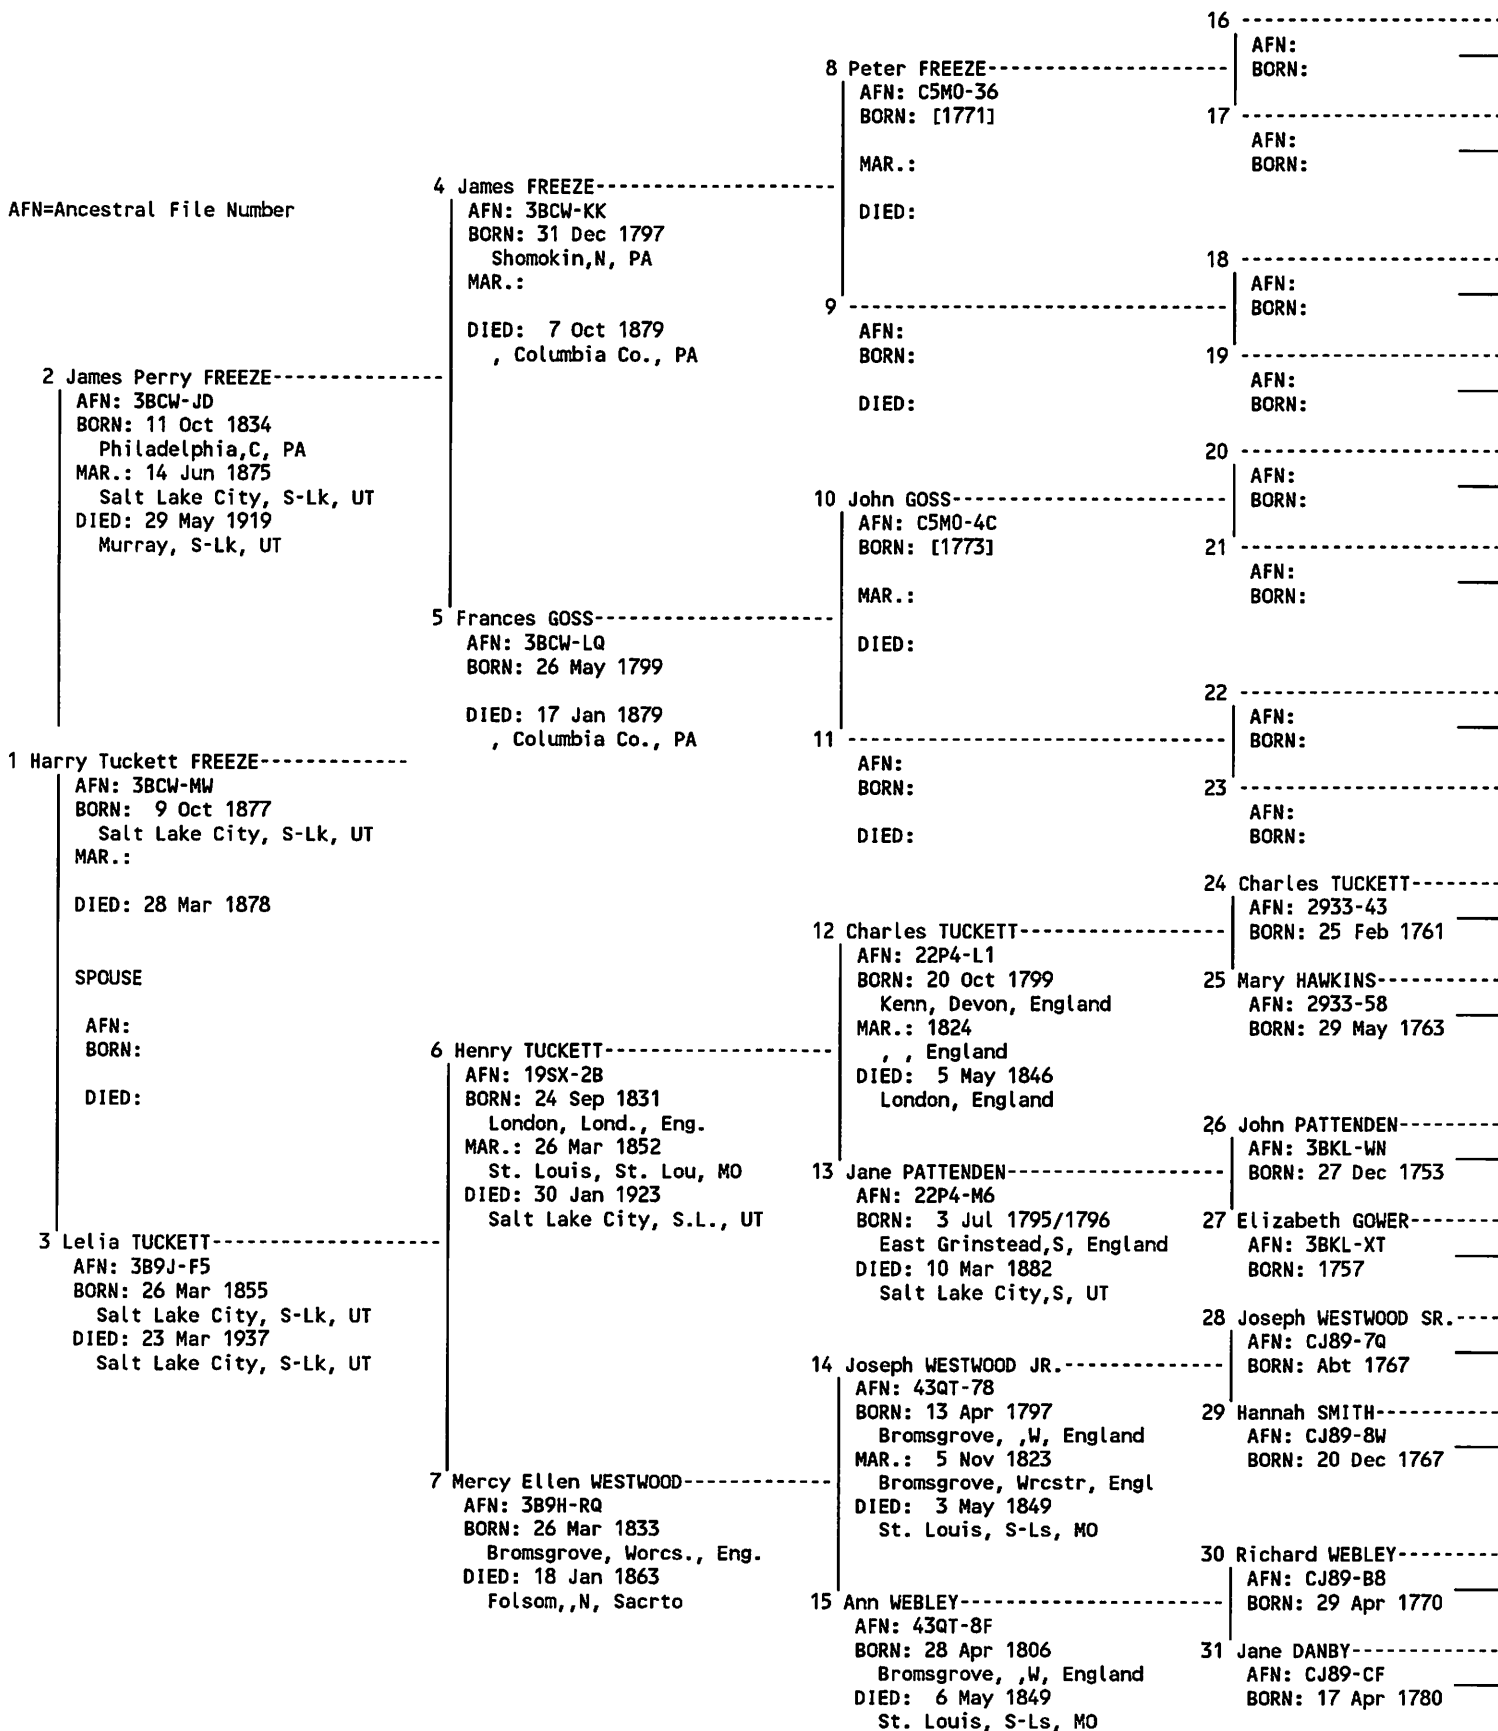 AFN=Ancestral File Number
1 Harry Tuckett FREEZE-------------
AFN: 3BCW-MW
BORN:  9 Oct 1877
Salt Lake City, S-Lk, UT
MAR.:
DIED: 28 Mar 1878
SPOUSE
AFN:
BORN:
DIED:
2 James Perry FREEZE---------------
AFN: 3BCW-JD
BORN: 11 Oct 1834
Philadelphia,C, PA
MAR.: 14 Jun 1875
Salt Lake City, S-Lk, UT
DIED: 29 May 1919
Murray, S-Lk, UT
3 Lelia TUCKETT--------------------
AFN: 3B9J-F5
BORN: 26 Mar 1855
Salt Lake City, S-Lk, UT
DIED: 23 Mar 1937
Salt Lake City, S-Lk, UT
4 James FREEZE---------------------
AFN: 3BCW-KK
BORN: 31 Dec 1797
Shomokin,N, PA
MAR.:
DIED:  7 Oct 1879
, Columbia Co., PA
5 Frances GOSS---------------------
AFN: 3BCW-LQ
BORN: 26 May 1799
DIED: 17 Jan 1879
, Columbia Co., PA
6 Henry TUCKETT--------------------
AFN: 19SX-2B
BORN: 24 Sep 1831
London, Lond., Eng.
MAR.: 26 Mar 1852
St. Louis, St. Lou, MO
DIED: 30 Jan 1923
Salt Lake City, S.L., UT
7 Mercy Ellen WESTWOOD-------------
AFN: 3B9H-RQ
BORN: 26 Mar 1833
Bromsgrove, Worcs., Eng.
DIED: 18 Jan 1863
Folsom,,N, Sacrto
8 Peter FREEZE---------------------
AFN: C5M0-36
BORN: [1771]
MAR.:
DIED:
9 ---------------------------------
AFN:
BORN:
DIED:
10 John GOSS------------------------
AFN: C5M0-4C
BORN: [1773]
MAR.:
DIED:
11 ---------------------------------
AFN:
BORN:
DIED:
12 Charles TUCKETT------------------
AFN: 22P4-L1
BORN: 20 Oct 1799
Kenn, Devon, England
MAR.: 1824
, , England
DIED:  5 May 1846
London, England
13 Jane PATTENDEN-------------------
AFN: 22P4-M6
BORN:  3 Jul 1795/1796
East Grinstead,S, England
DIED: 10 Mar 1882
Salt Lake City,S, UT
14 Joseph WESTWOOD JR.--------------
AFN: 43QT-78
BORN: 13 Apr 1797
Bromsgrove, ,W, England
MAR.:  5 Nov 1823
Bromsgrove, Wrcstr, Engl
DIED:  3 May 1849
St. Louis, S-Ls, MO
15 Ann WEBLEY-----------------------
AFN: 43QT-8F
BORN: 28 Apr 1806
Bromsgrove, ,W, England
DIED:  6 May 1849
St. Louis, S-Ls, MO
16 ----------------------
AFN:
BORN:
17 ----------------------
AFN:
BORN:
18 ----------------------
AFN:
BORN:
19 ----------------------
AFN:
BORN:
20 ----------------------
AFN:
BORN:
21 ----------------------
AFN:
BORN:
22 ----------------------
AFN:
BORN:
23 ----------------------
AFN:
BORN:
24 Charles TUCKETT-------
AFN: 2933-43
BORN: 25 Feb 1761
25 Mary HAWKINS----------
AFN: 2933-58
BORN: 29 May 1763
26 John PATTENDEN--------
AFN: 3BKL-WN
BORN: 27 Dec 1753
27 Elizabeth GOWER-------
AFN: 3BKL-XT
BORN: 1757
28 Joseph WESTWOOD SR.----
AFN: CJ89-7Q
BORN: Abt 1767
29 Hannah SMITH----------
AFN: CJ89-8W
BORN: 20 Dec 1767
30 Richard WEBLEY--------
AFN: CJ89-B8
BORN: 29 Apr 1770
31 Jane DANBY------------
AFN: CJ89-CF
BORN: 17 Apr 1780